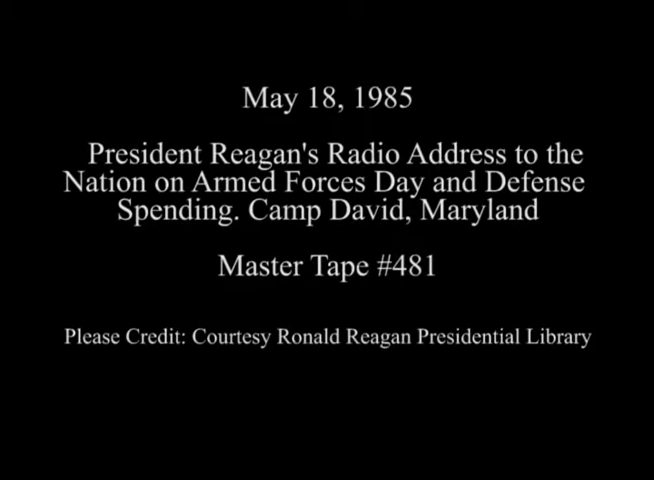 May 18, 1985
President Reagan's Radio Address to the
Nation on Armed Forces Day and Defense
Spending. Camp David, Maryland
Master Tape #481
Please Credit: Courtesy Ronald Reagan Presidential Library